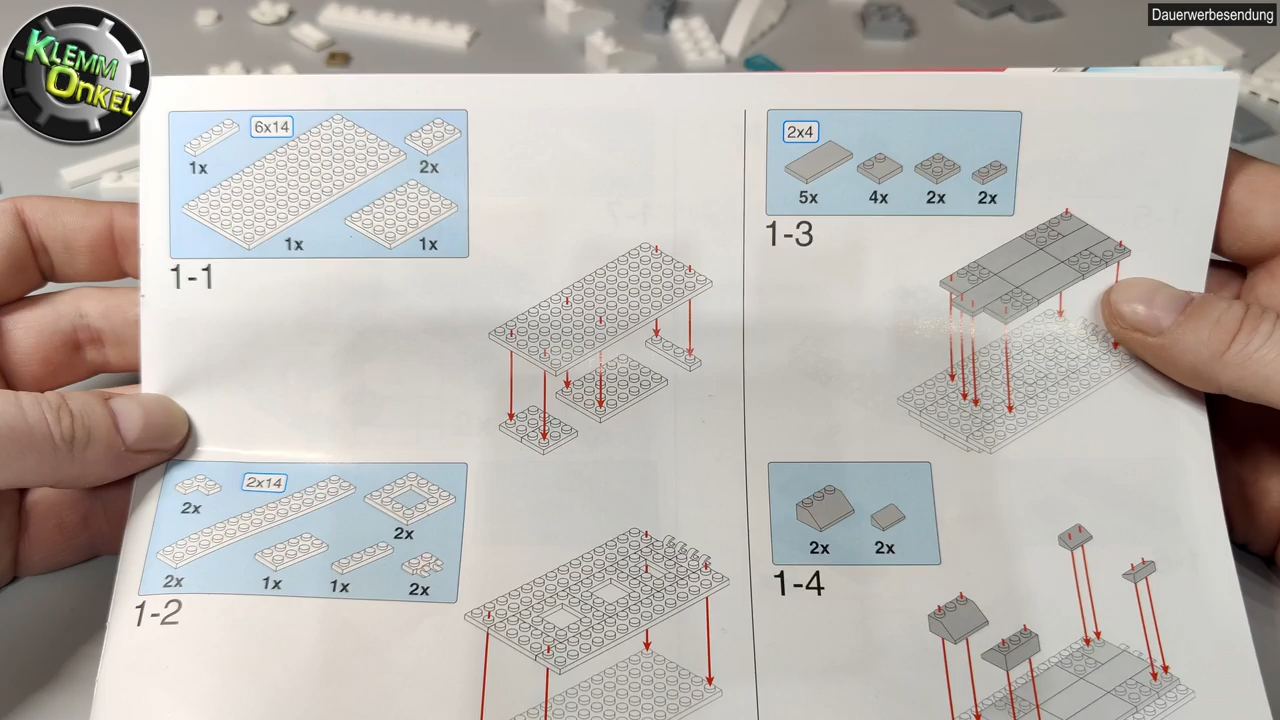 Dauerwerbesendung
KLEMM
ONKEL
6x14
1x
2x
1x
1x
1-1
2x4
5x
4x
2x
2x
1-3
2x14
2x
2x
2x
1x
1x
2x
1-2
2x
2x
1-4